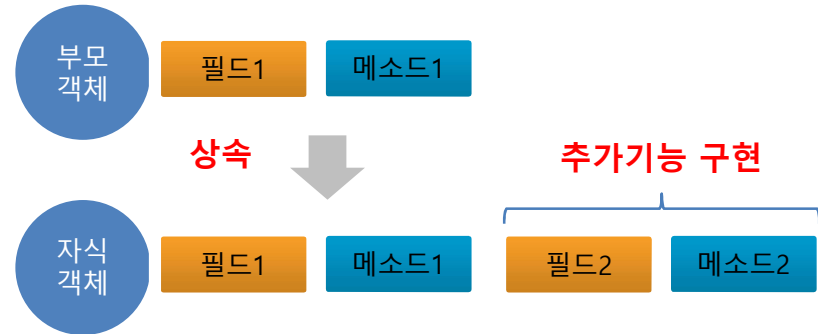 부모
객체
필드1
메소드1
상속
추가기능 구현
자식
객체
필드1
메소드1
필드2
메소드2